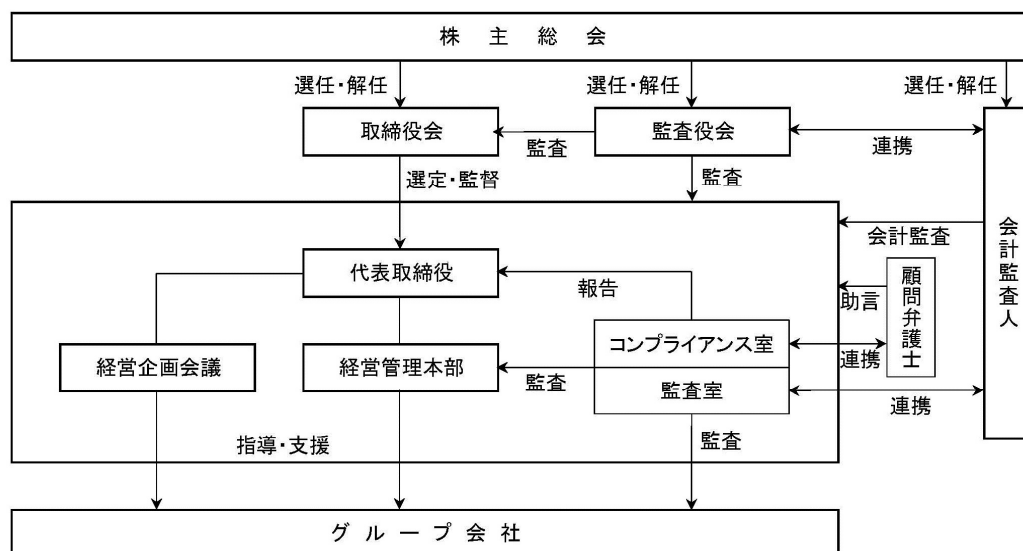 株主総会
選任・解任
選任・解任
選任・解任
取締役会
監査
監査役会
連携
選定・監督
監査
会計監査人
会計監査
代表取締役
報告
助言
顧問弁護士
コンプライアンス室
連携
経営企画会議
経営管理本部
監査
監査室
連携
指導・支援
監査
グループ会社